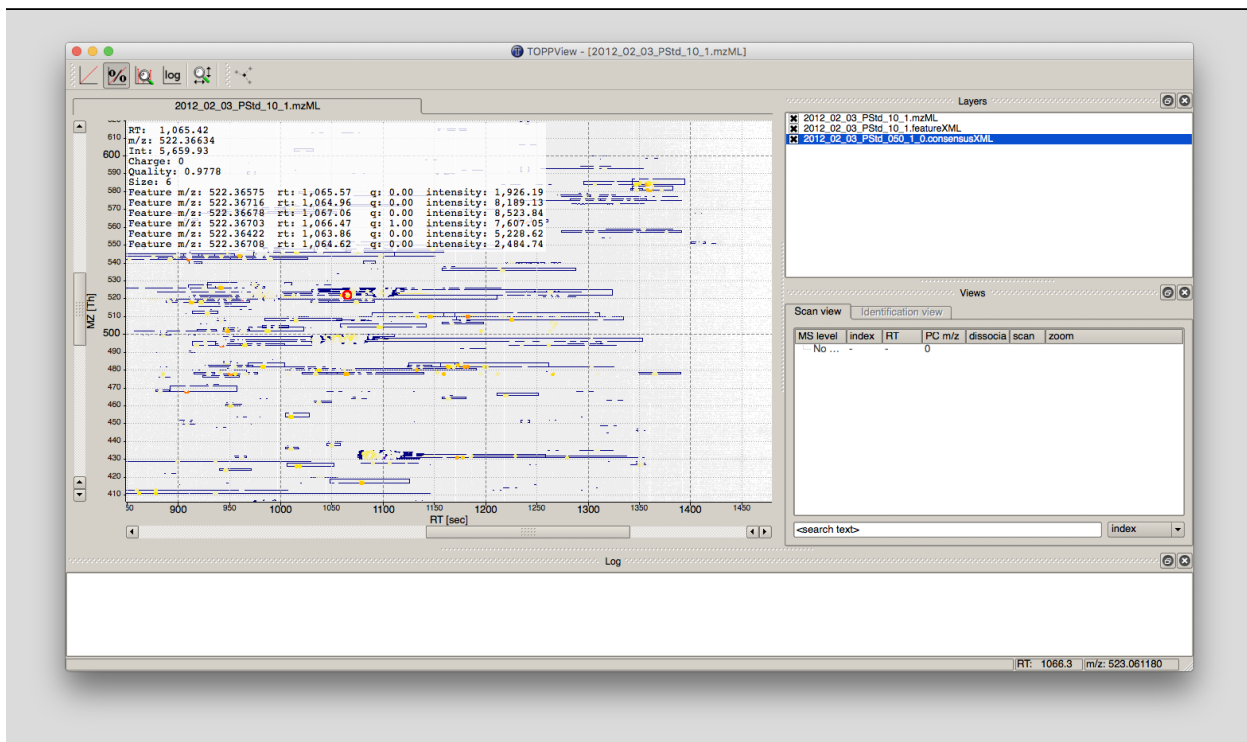 TOPPView - [2012_02_03_PStd_10_1.mzML]
log
2012_02_03_PStd_10_1.mzML
RT: 1,065.42
m/z: 522.36634
Int: 5,659.93
Charge: 0
Quality: 0.9778
Size: 6
Feature m/z: 522.36575 rt: 1,065.57 q: 0.00 intensity: 1,926.19
Feature m/z: 522.36716 rt: 1,064.96 q: 0.00 intensity: 8,189.13
Feature m/z: 522.36678 rt: 1,067.06 q: 0.00 intensity: 8,523.84
Feature m/z: 522.36703 rt: 1,066.47 q: 1.00 intensity: 7,607.05
Feature m/z: 522.36422 rt: 1,063.86 q: 0.00 intensity: 5,228.62
Feature m/z: 522.36708 rt: 1,064.62 q: 0.00 intensity: 2,484.74
610
600
590
580
570
560
550
540
530
520
510
500
490
480
470
460
450
440
430
420
410
MZ [Th]
50 900 950 1000 1050 1100 1150 1200 1250 1300 1350 1400 1450
RT [sec]
Layers
2012_02_03_PStd_10_1.mzML
2012_02_03_PStd_10_1.featureXML
2012_02_03_PStd_050_1_0.consensusXML
Views
Scan view Identification view
MS level index RT PC m/z dissocia scan zoom
No ... - - 0
<search text> index
Log
RT: 1066.3 m/z: 523.061180